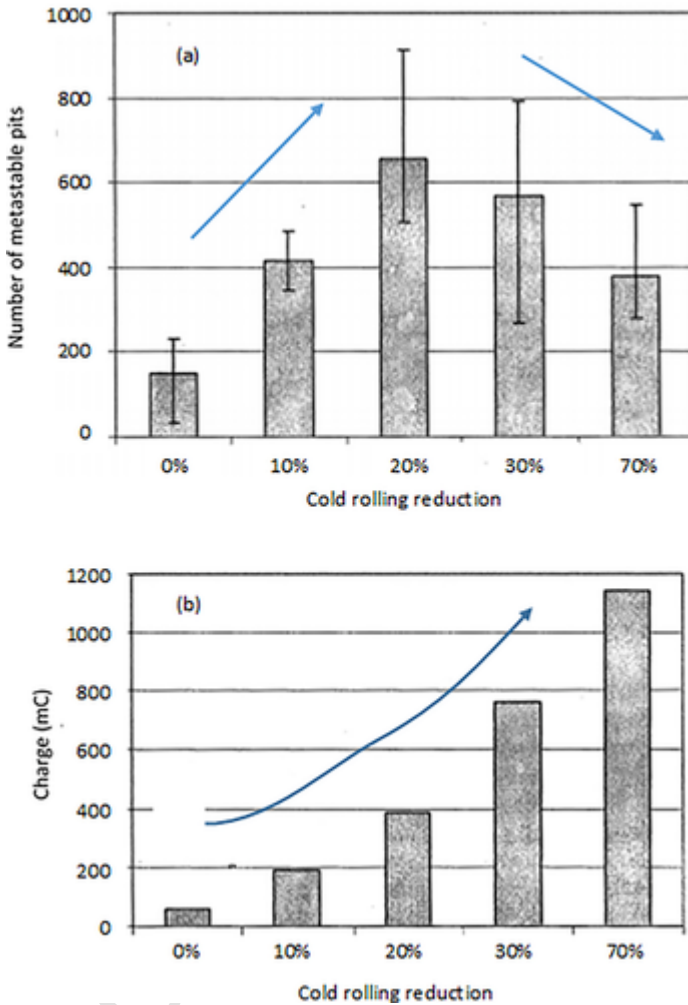 (a)
Number of metastable pits
1000
800
600
400
200
0
0% 10% 20% 30% 70%
Cold rolling reduction
(b)
Charge (mC)
1200
1000
800
600
400
200
0
0% 10% 20% 30% 70%
Cold rolling reduction